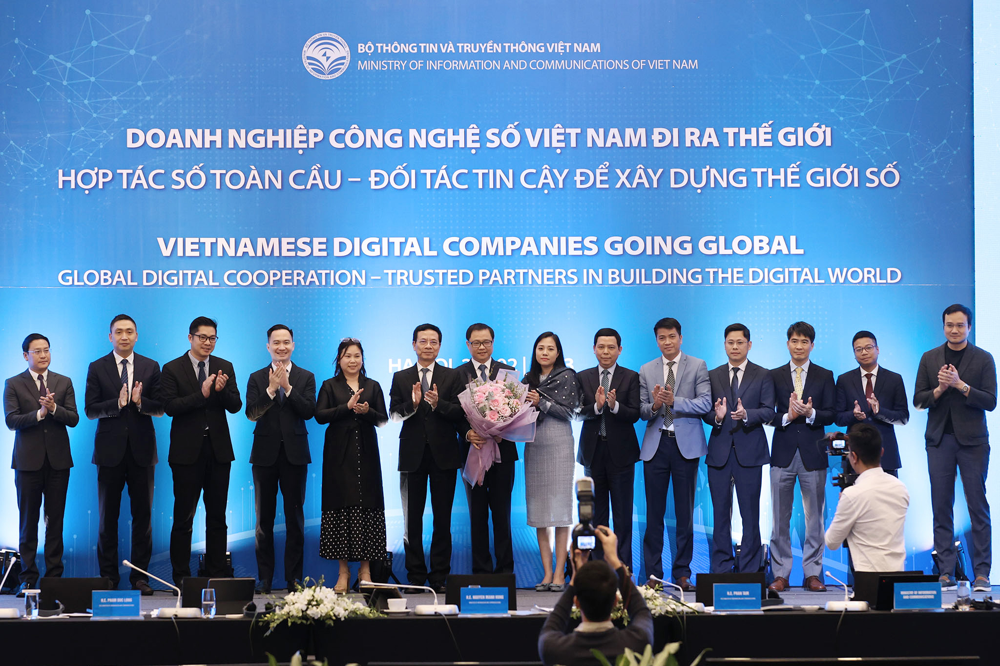 BỘ THÔNG TIN VÀ TRUYỀN THÔNG VIỆT NAM
MINISTRY OF INFORMATION AND COMMUNICATIONS OF VIET NAM
DOANH NGHIỆP CÔNG NGHỆ SỐ VIỆT NAM ĐI RA THẾ GIỚI
HỢP TÁC SỐ TOÀN CẦU – ĐỐI TÁC TIN CẬY ĐỂ XÂY DỰNG THẾ GIỚI SỐ
VIETNAMESE DIGITAL COMPANIES GOING GLOBAL
GLOBAL DIGITAL COOPERATION – TRUSTED PARTNERS IN BUILDING THE DIGITAL WORLD
H.E. PHAM DUC LONG
H.E. NGUYEN MANH HUNG
H.E. PHAN TAM
MINISTRY OF INFORMATION
AND COMMUNICATIONS